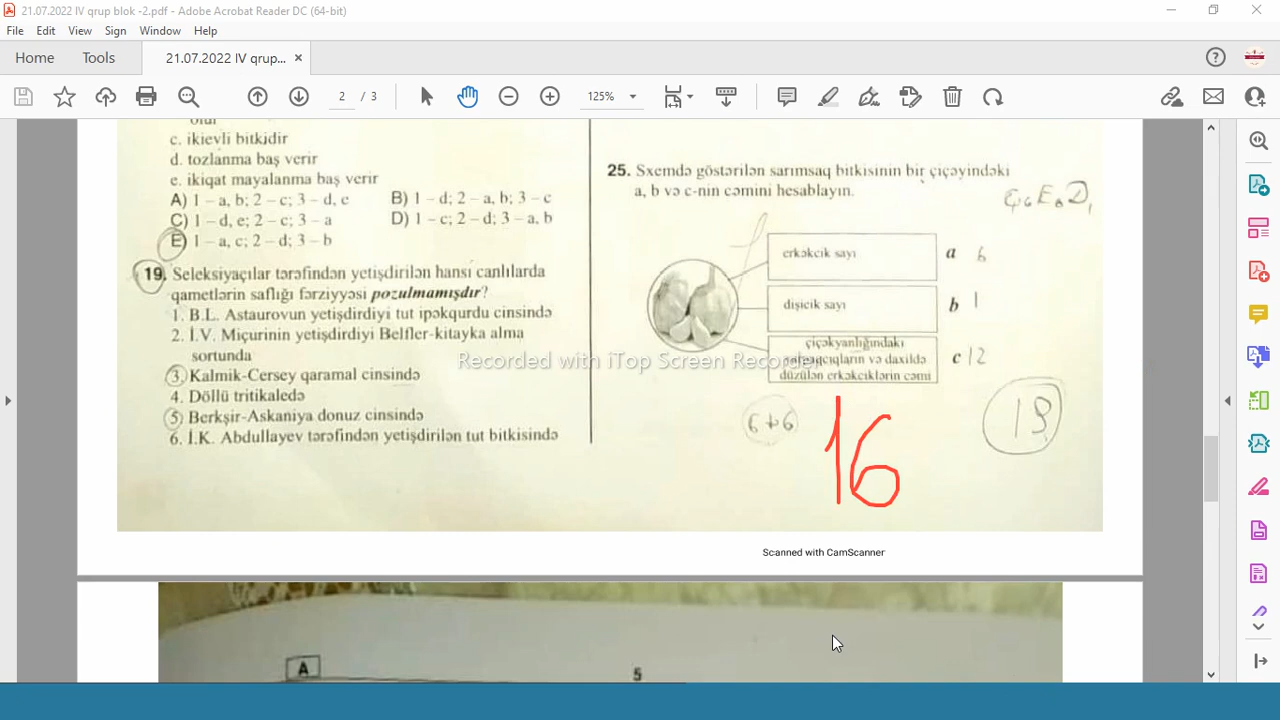 21.07.2022 IV qrup blok -2.pdf - Adobe Acrobat Reader DC (64-bit)
File Edit View Sign Window Help
Home Tools 21.07.2022 IV qrup... ×
2 / 3 125%
c. ikievli bitkidir
d. tozlanma baş verir
e. ikiqat mayalanma baş verir
A) 1 – a, b; 2 – c; 3 – d, e B) 1 – d; 2 – a, b; 3 – c
C) 1 – d, e; 2 – c; 3 – a D) 1 – c; 2 – d; 3 – a, b
E) 1 – a, c; 2 – d; 3 – b
19. Seleksiyaçılar tərəfindən yetişdirilən hansı canlılarda
qametlərin saflığı fərziyyəsi pozulmamışdır?
1. B.L. Astaurovun yetişdirdiyi tut ipəkqurdu cinsində
2. İ.V. Miçurinin yetişdirdiyi Belfler-kitayka alma
sortunda
3. Kalmik-Cersey qaramal cinsində
4. Döllü tritikaledə
5. Berkşir-Askaniya donuz cinsində
6. İ.K. Abdullayev tərəfindən yetişdirilən tut bitkisində
25. Sxemdə göstərilən sarımsaq bitkisinin bir çiçəyindəki
a, b və c-nin cəmini hesablayın.
erkəkcik sayı a 6
dişicik sayı b 1
çiçəkyanlığındakı
yarpaqcıqların və daxildə c 12
düzülən erkəkciklərin cəmi
6+6
16
Recorded with iTop Screen Recorder
Scanned with CamScanner
A
5